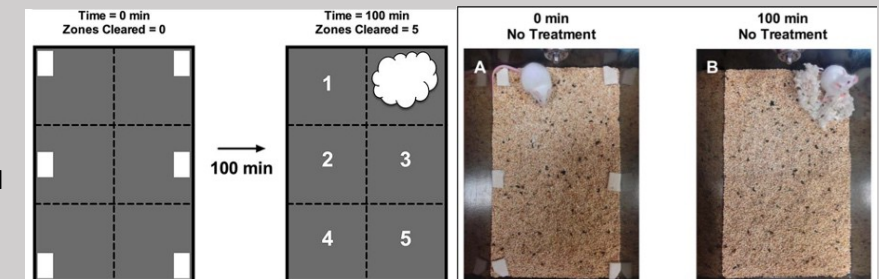 Time = 0 min
Zones Cleared = 0
100 min
Time = 100 min
Zones Cleared = 5
1
2
3
4
5
0 min
No Treatment
A
100 min
No Treatment
B